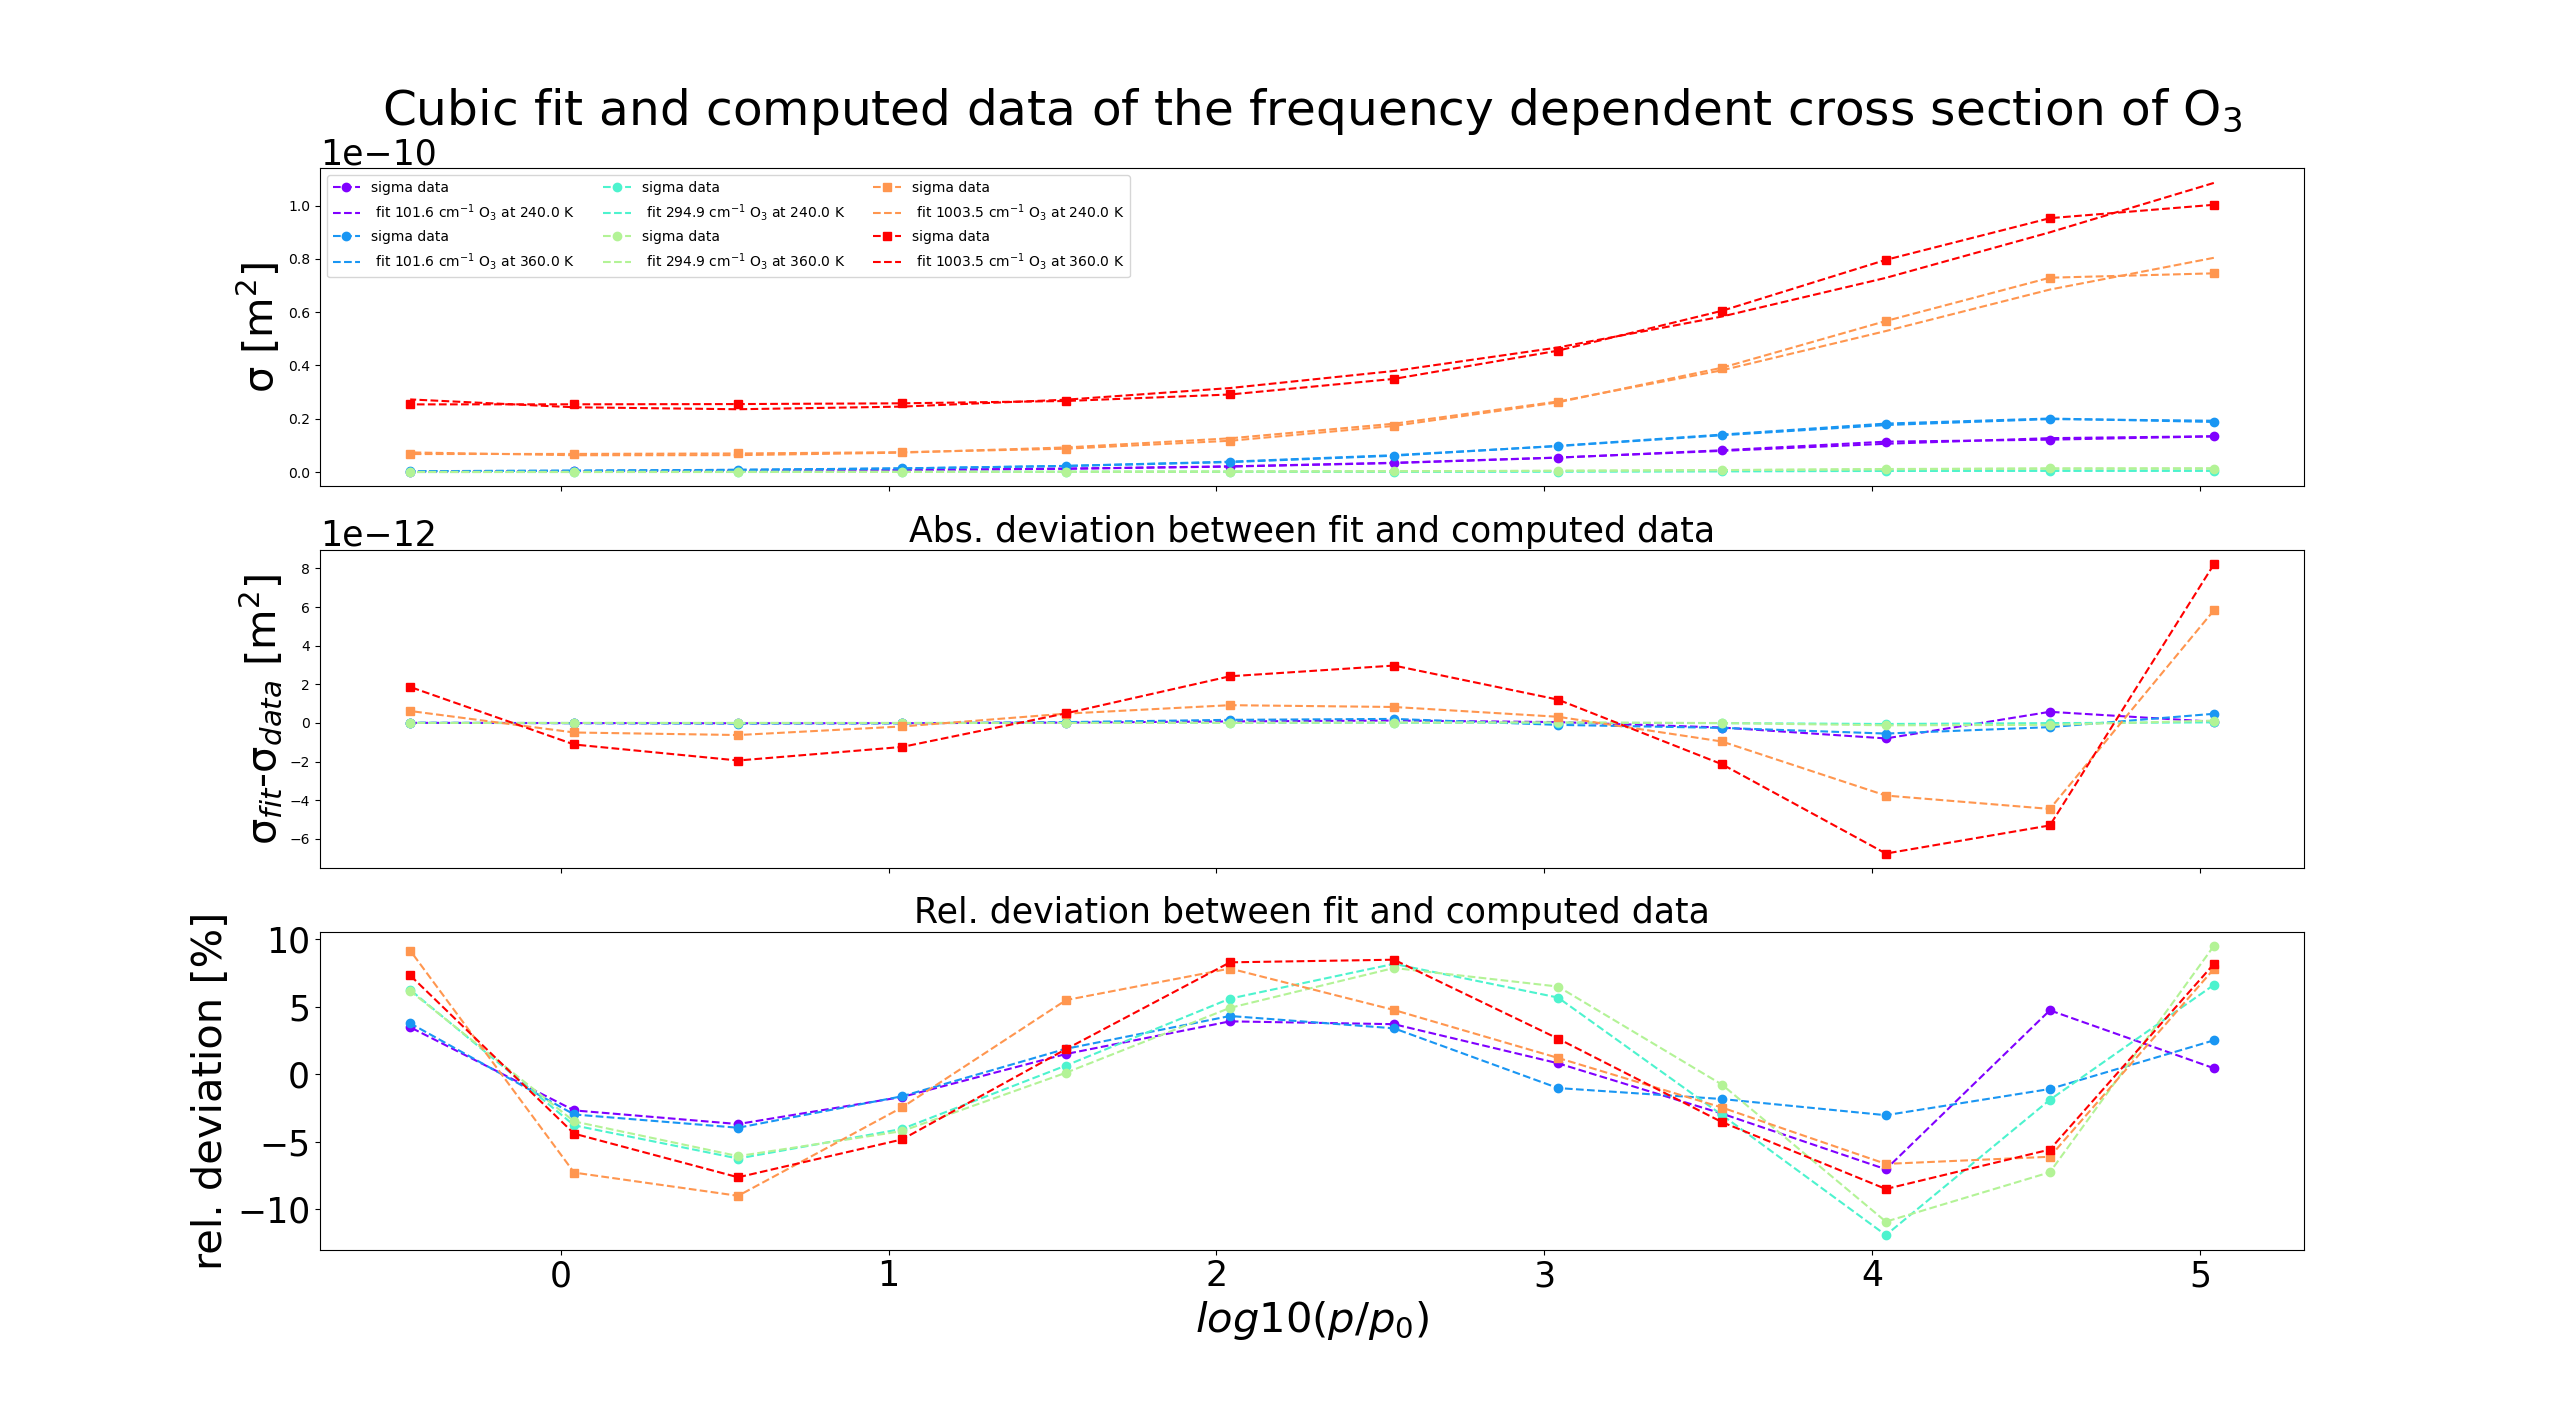 Cubic fit and computed data of the frequency dependent cross section of O₃
1e−10
σ [m²]
1.0
0.8
0.6
0.4
0.2
0.0
sigma data
fit 101.6 cm⁻¹ O₃ at 240.0 K
sigma data
fit 101.6 cm⁻¹ O₃ at 360.0 K
sigma data
fit 294.9 cm⁻¹ O₃ at 240.0 K
sigma data
fit 294.9 cm⁻¹ O₃ at 360.0 K
sigma data
fit 1003.5 cm⁻¹ O₃ at 240.0 K
sigma data
fit 1003.5 cm⁻¹ O₃ at 360.0 K
Abs. deviation between fit and computed data
1e−12
σfit-σdata [m²]
8
6
4
2
0
−2
−4
−6
Rel. deviation between fit and computed data
rel. deviation [%]
10
5
0
−5
−10
0 1 2 3 4 5
log10(p/p₀)